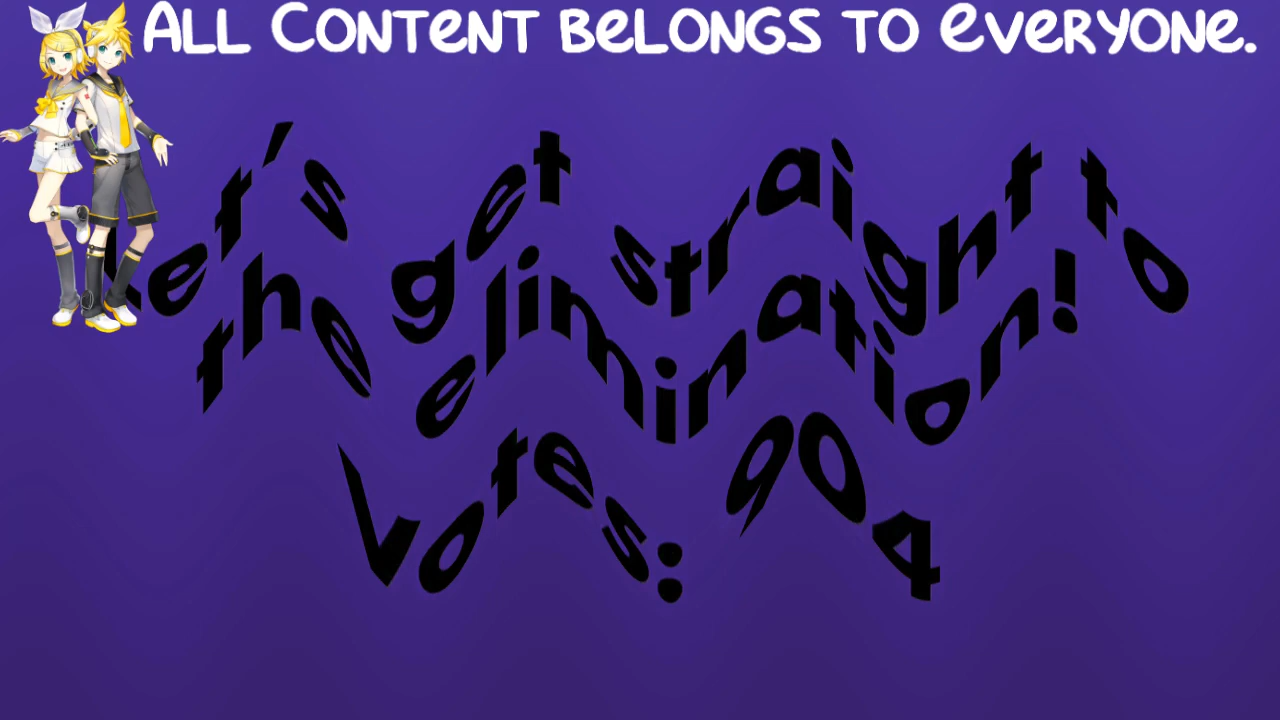 All Content belongs to everyone.
Let's get straight to
the elimination!
Votes: 904